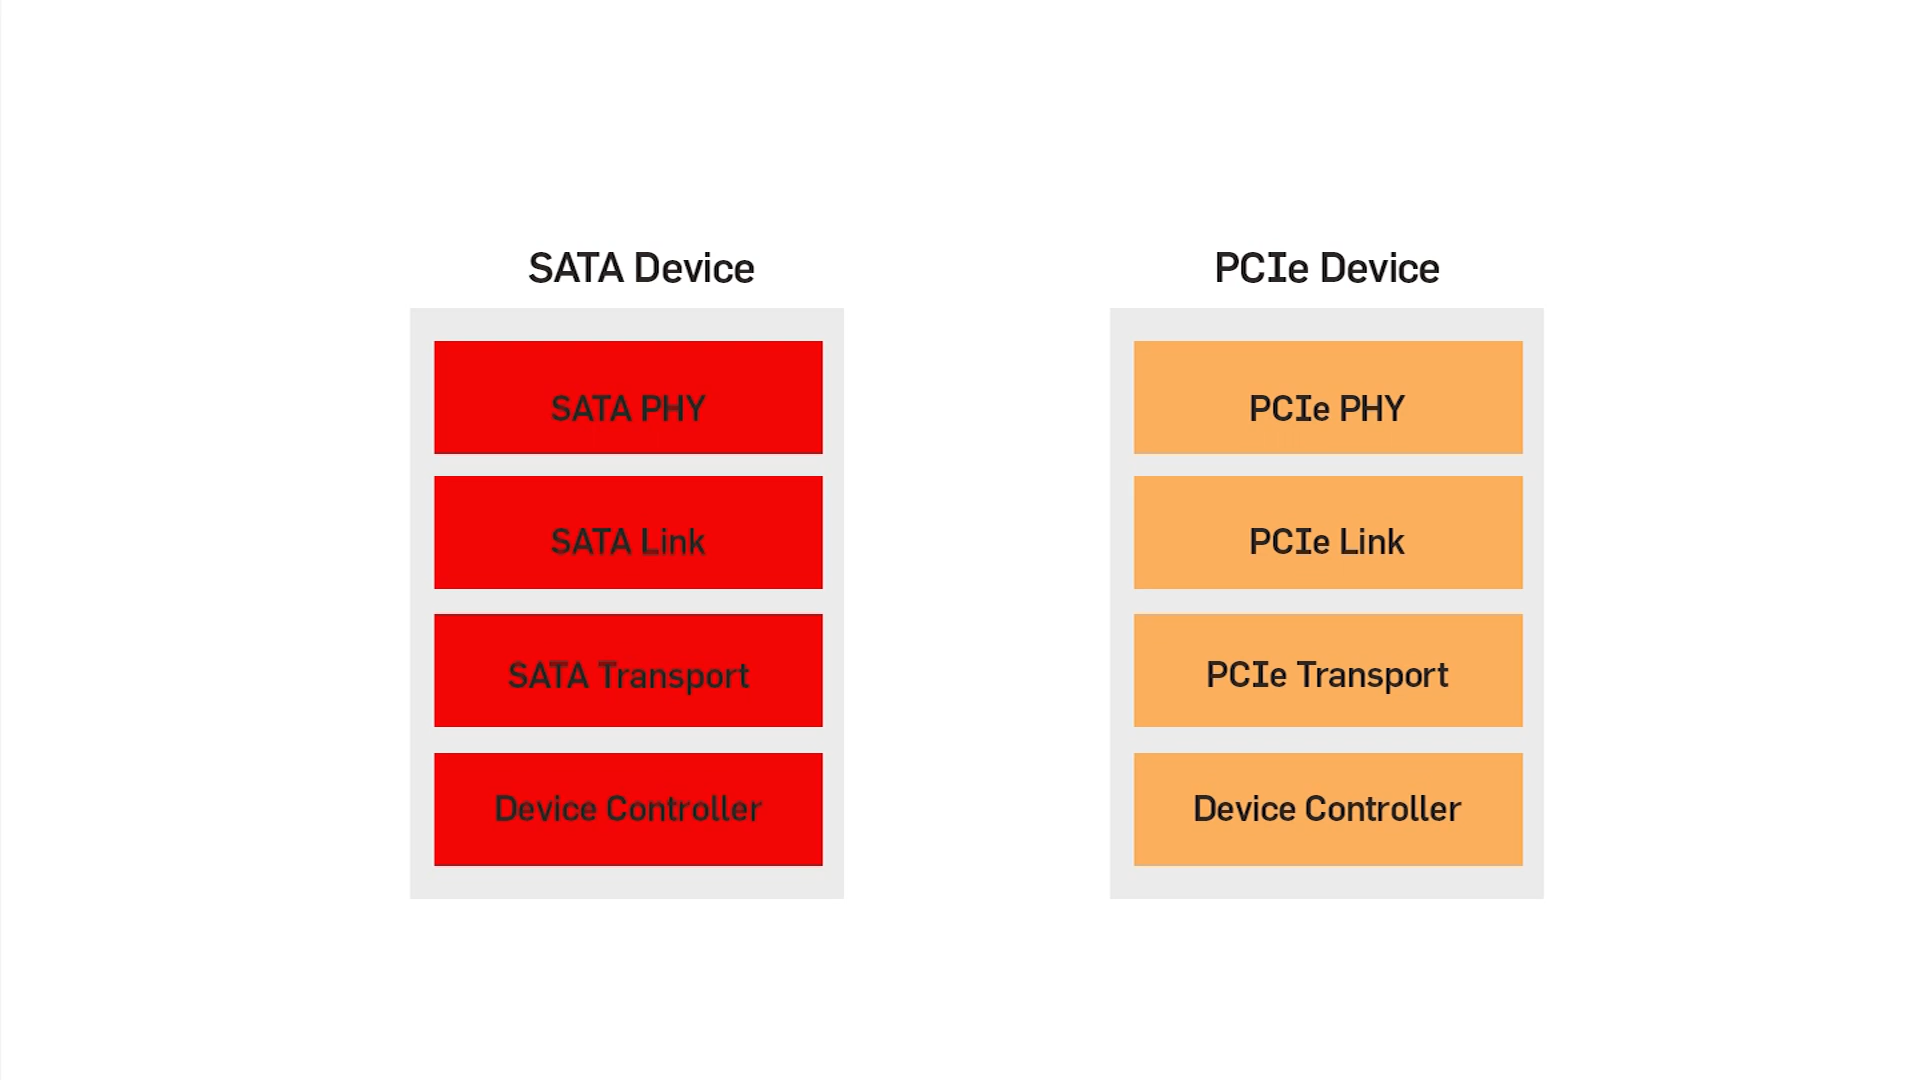 SATA Device
SATA PHY
SATA Link
SATA Transport
Device Controller
PCIe Device
PCIe PHY
PCIe Link
PCIe Transport
Device Controller